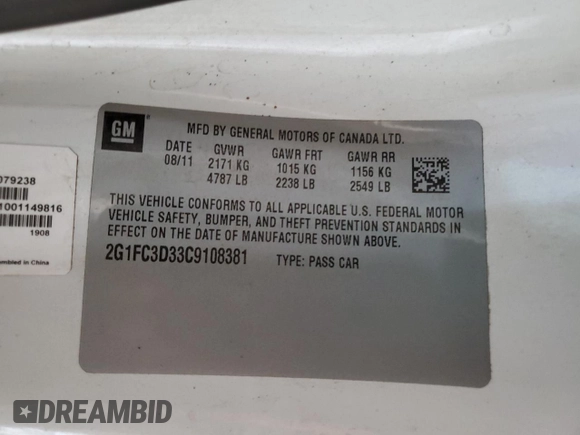 GM
®
MFD BY GENERAL MOTORS OF CANADA LTD.
DATE GVWR GAWR FRT GAWR RR
08/11 2171 KG 1015 KG 1156 KG
4787 LB 2238 LB 2549 LB
THIS VEHICLE CONFORMS TO ALL APPLICABLE U.S. FEDERAL MOTOR
VEHICLE SAFETY, BUMPER, AND THEFT PREVENTION STANDARDS IN
EFFECT ON THE DATE OF MANUFACTURE SHOWN ABOVE.
2G1FC3D33C9108381 TYPE: PASS CAR
079238
1001149816
1908
mbled in China
DREAMBID